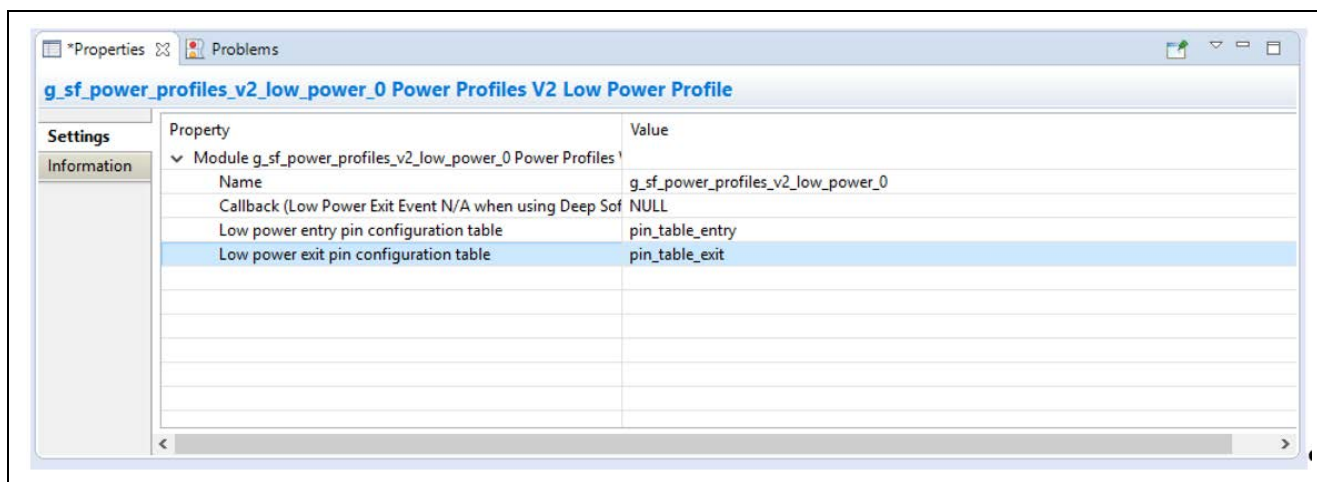 *Properties Problems
g_sf_power_profiles_v2_low_power_0 Power Profiles V2 Low Power Profile
Settings
Information
Property Value
Module g_sf_power_profiles_v2_low_power_0 Power Profiles
Name g_sf_power_profiles_v2_low_power_0
Callback (Low Power Exit Event N/A when using Deep Sof NULL
Low power entry pin configuration table pin_table_entry
Low power exit pin configuration table pin_table_exit